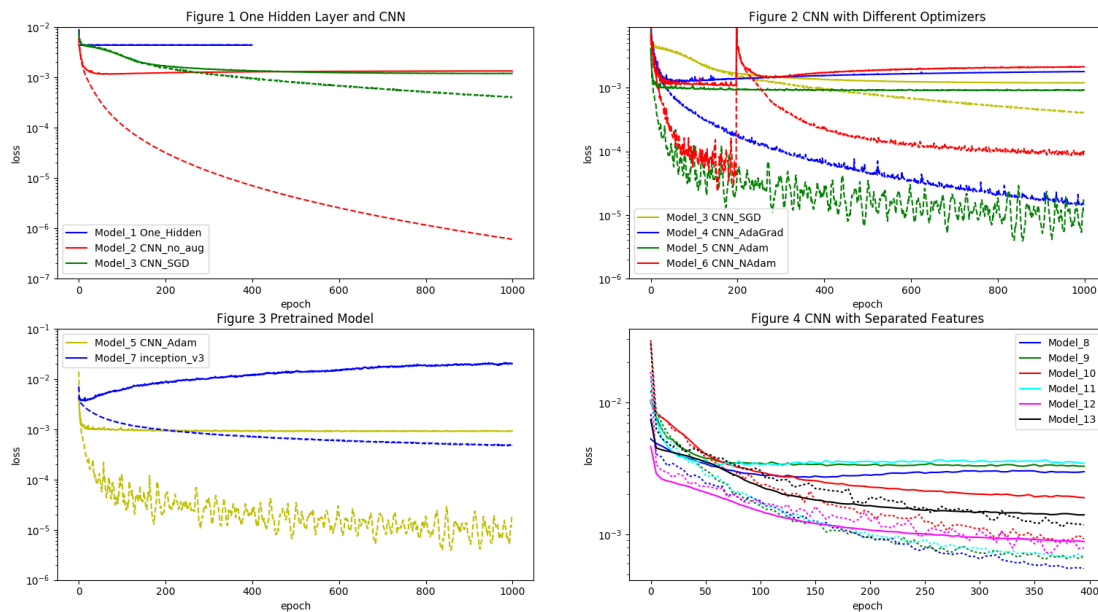 Figure 1 One Hidden Layer and CNN
10⁻²
10⁻³
10⁻⁴
10⁻⁵
10⁻⁶
10⁻⁷
loss
Model_1 One_Hidden
Model_2 CNN_no_aug
Model_3 CNN_SGD
0 200 400 600 800 1000
epoch
Figure 2 CNN with Different Optimizers
10⁻³
10⁻⁴
10⁻⁵
10⁻⁶
loss
Model_3 CNN_SGD
Model_4 CNN_AdaGrad
Model_5 CNN_Adam
Model_6 CNN_NAdam
0 200 400 600 800 1000
epoch
Figure 3 Pretrained Model
10⁻¹
10⁻²
10⁻³
10⁻⁴
10⁻⁵
10⁻⁶
loss
Model_5 CNN_Adam
Model_7 inception_v3
0 200 400 600 800 1000
epoch
Figure 4 CNN with Separated Features
10⁻²
10⁻³
loss
Model_8
Model_9
Model_10
Model_11
Model_12
Model_13
0 50 100 150 200 250 300 350 400
epoch